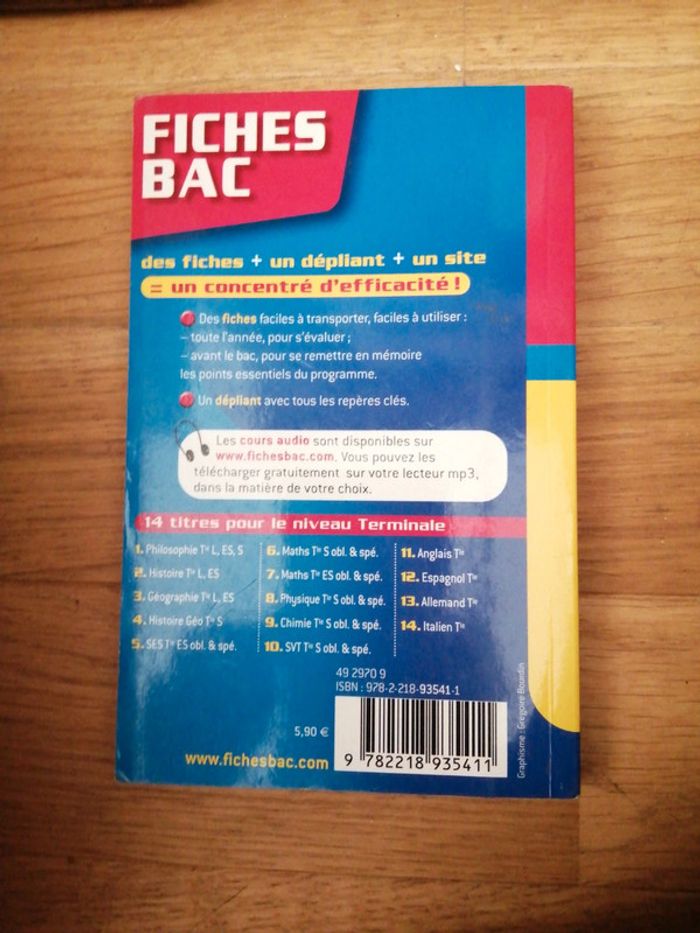 FICHES
BAC
des fiches + un dépliant + un site
= un concentré d'efficacité !
Des fiches faciles à transporter, faciles à utiliser :
– toute l'année, pour s'évaluer ;
– avant le bac, pour se remettre en mémoire
les points essentiels du programme.
Un dépliant avec tous les repères clés.
Les cours audio sont disponibles sur
www.fichesbac.com. Vous pouvez les
télécharger gratuitement sur votre lecteur mp3,
dans la matière de votre choix.
14 titres pour le niveau Terminale
1. Philosophie Tle L, ES, S
2. Histoire Tle L, ES
3. Géographie Tle L, ES
4. Histoire Géo Tle S
5. SES Tle ES obl. & spé.
6. Maths Tle S obl. & spé.
7. Maths Tle ES obl. & spé.
8. Physique Tle S obl. & spé.
9. Chimie Tle S obl. & spé.
10. SVT Tle S obl. & spé.
11. Anglais Tle
12. Espagnol Tle
13. Allemand Tle
14. Italien Tle
49 2970 9
ISBN : 978-2-218-93541-1
5,90 €
www.fichesbac.com
9 782218 935411
Graphisme : Grégoire Bourdin